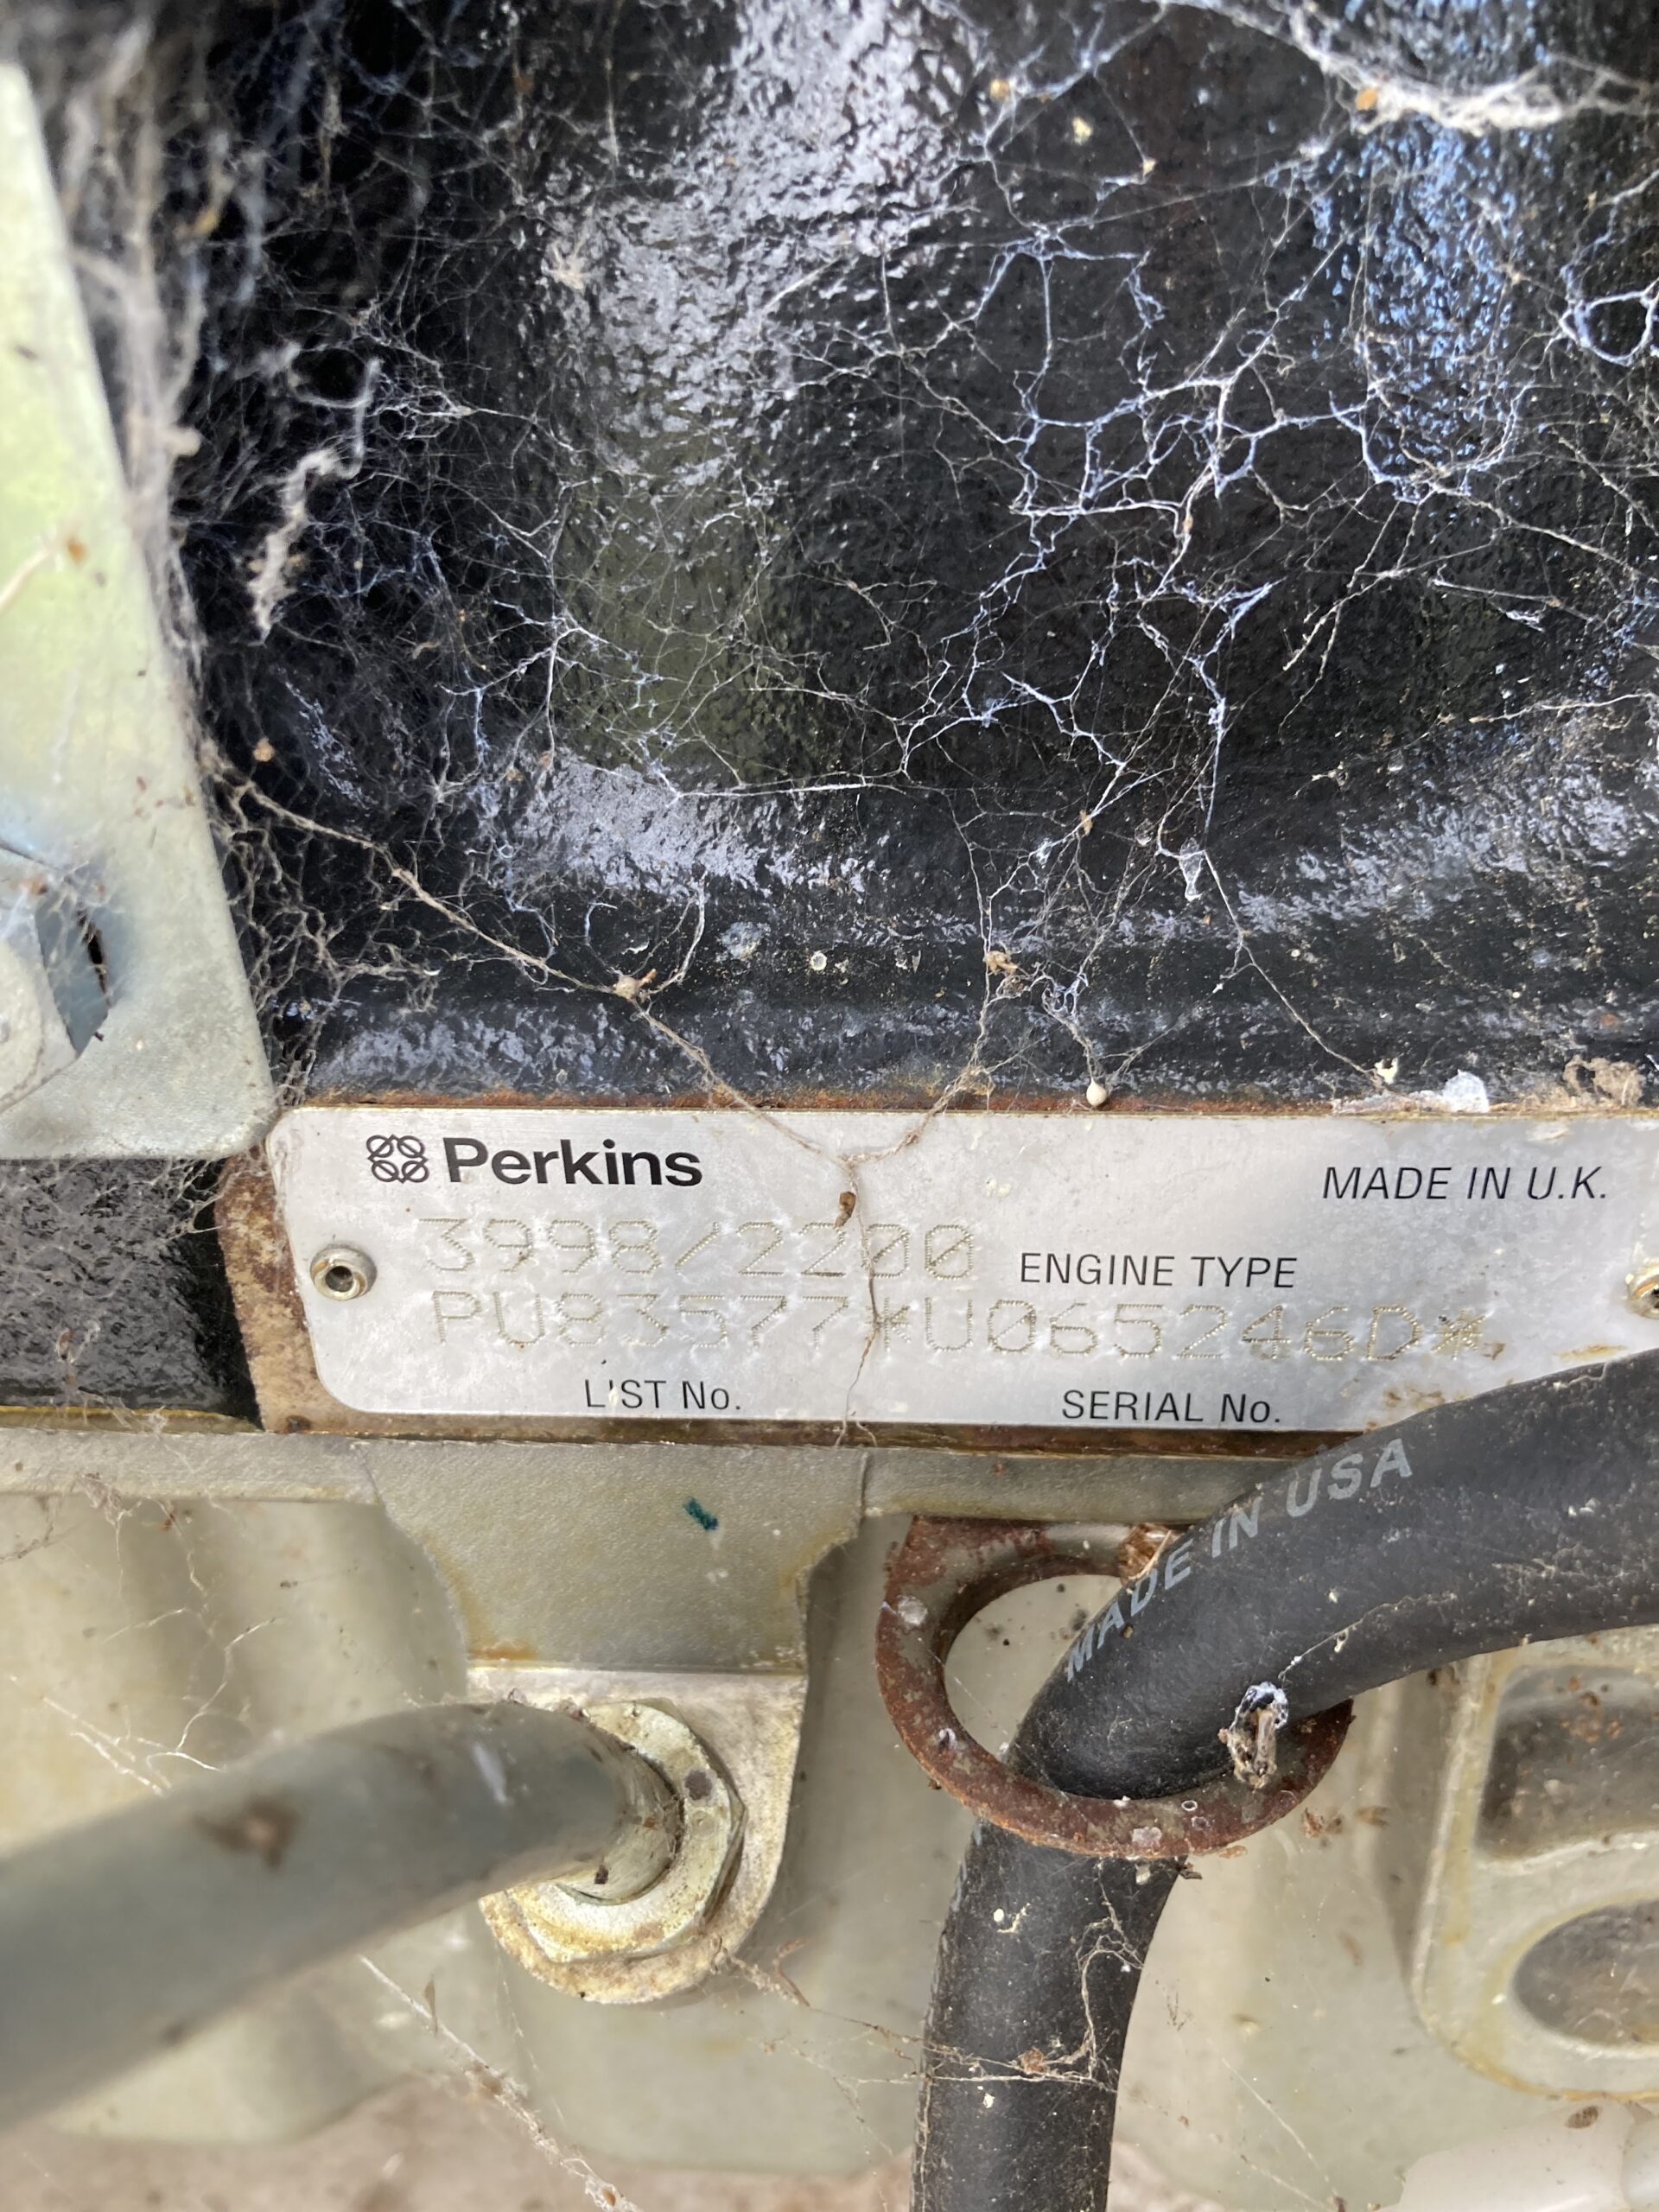 Perkins
MADE IN U.K.
3998/2200 ENGINE TYPE
PU83577*U065246D*
LIST No. SERIAL No.
MADE IN USA